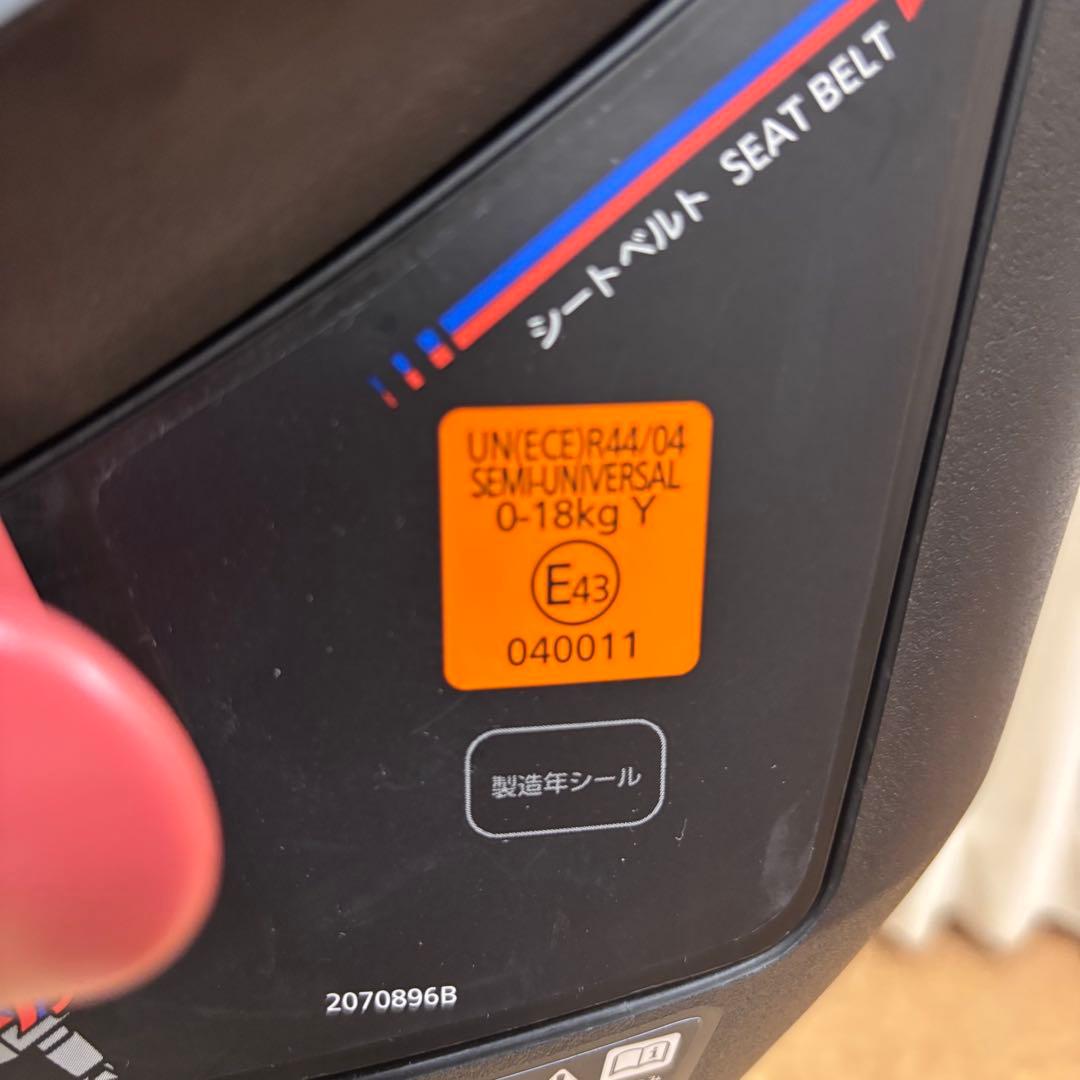 シートベルト SEAT BELT
UN(ECE)R44/04
SEMI-UNIVERSAL
0-18kg Y
E43
040011
製造年シール
2070896B
i